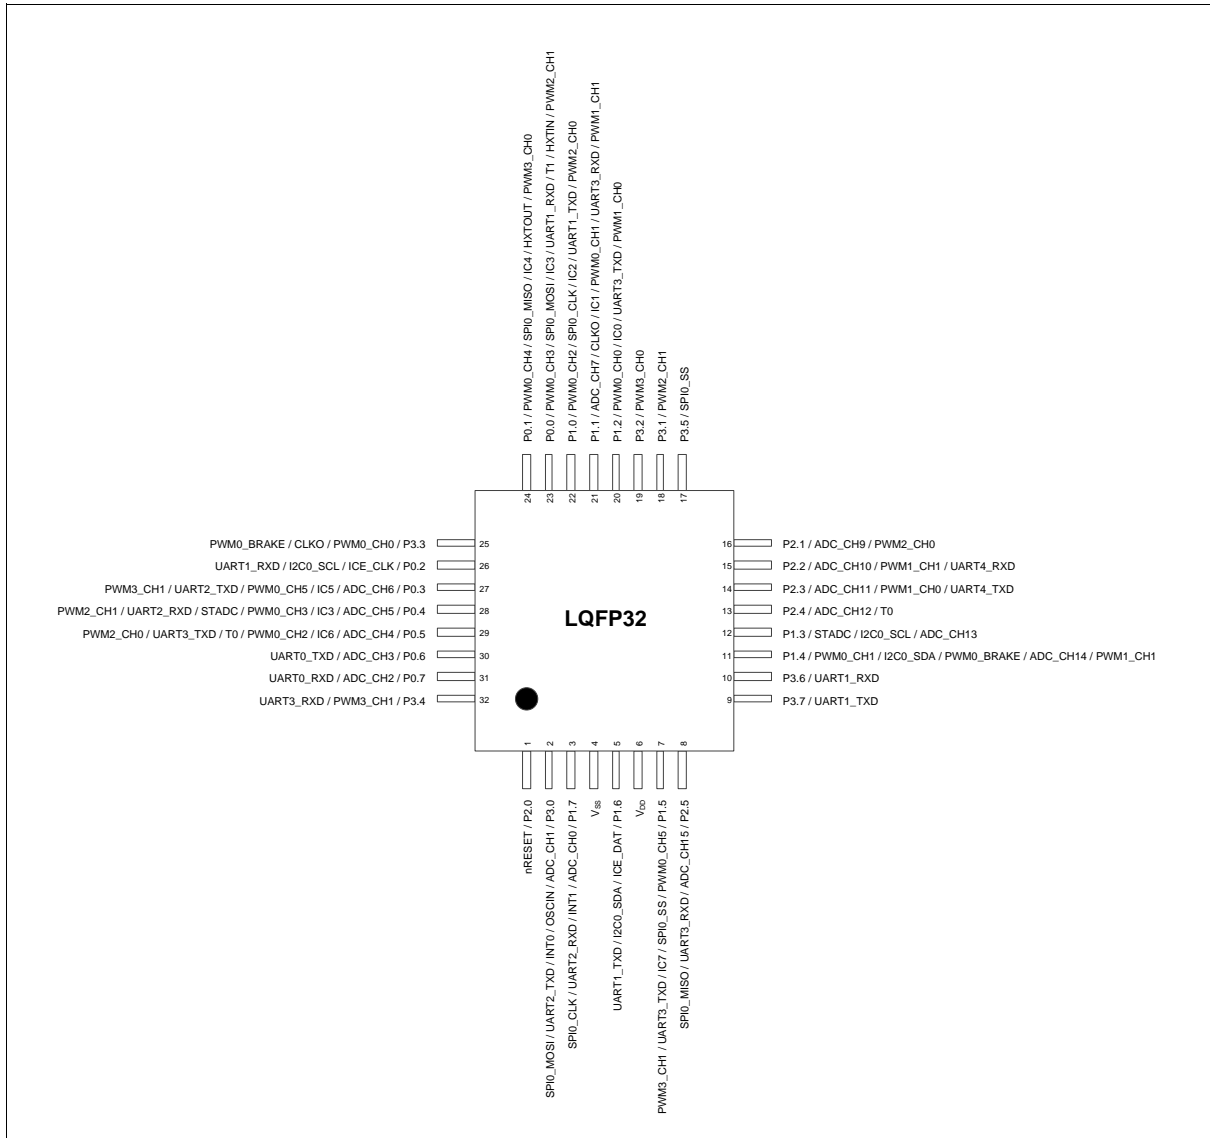 P0.1 / PWM0_CH4 / SPI0_MISO / IC4 / HXTOUT / PWM3_CH0
P0.0 / PWM0_CH3 / SPI0_MOSI / IC3 / UART1_RXD / T1 / HXTIN / PWM2_CH1
P1.0 / PWM0_CH2 / SPI0_CLK / IC2 / UART1_TXD / PWM2_CH0
P1.1 / ADC_CH7 / CLKO / IC1 / PWM0_CH1 / UART3_RXD / PWM1_CH1
P1.2 / PWM0_CH0 / IC0 / UART3_TXD / PWM1_CH0
P3.2 / PWM3_CH0
P3.1 / PWM2_CH1
P3.5 / SPI0_SS
24
23
22
21
20
19
18
17
PWM0_BRAKE / CLKO / PWM0_CH0 / P3.3
25
UART1_RXD / I2C0_SCL / ICE_CLK / P0.2
26
PWM3_CH1 / UART2_TXD / PWM0_CH5 / IC5 / ADC_CH6 / P0.3
27
PWM2_CH1 / UART2_RXD / STADC / PWM0_CH3 / IC3 / ADC_CH5 / P0.4
28
PWM2_CH0 / UART3_TXD / T0 / PWM0_CH2 / IC6 / ADC_CH4 / P0.5
29
UART0_TXD / ADC_CH3 / P0.6
30
UART0_RXD / ADC_CH2 / P0.7
31
UART3_RXD / PWM3_CH1 / P3.4
32
LQFP32
16
P2.1 / ADC_CH9 / PWM2_CH0
15
P2.2 / ADC_CH10 / PWM1_CH1 / UART4_RXD
14
P2.3 / ADC_CH11 / PWM1_CH0 / UART4_TXD
13
P2.4 / ADC_CH12 / T0
12
P1.3 / STADC / I2C0_SCL / ADC_CH13
11
P1.4 / PWM0_CH1 / I2C0_SDA / PWM0_BRAKE / ADC_CH14 / PWM1_CH1
10
P3.6 / UART1_RXD
9
P3.7 / UART1_TXD
1
2
3
4
5
6
7
8
nRESET / P2.0
SPI0_MOSI / UART2_TXD / INT0 / OSCIN / ADC_CH1 / P3.0
SPI0_CLK / UART2_RXD / INT1 / ADC_CH0 / P1.7
VSS
UART1_TXD / I2C0_SDA / ICE_DAT / P1.6
VDD
PWM3_CH1 / UART3_TXD / IC7 / SPI0_SS / PWM0_CH5 / P1.5
SPI0_MISO / UART3_RXD / ADC_CH15 / P2.5